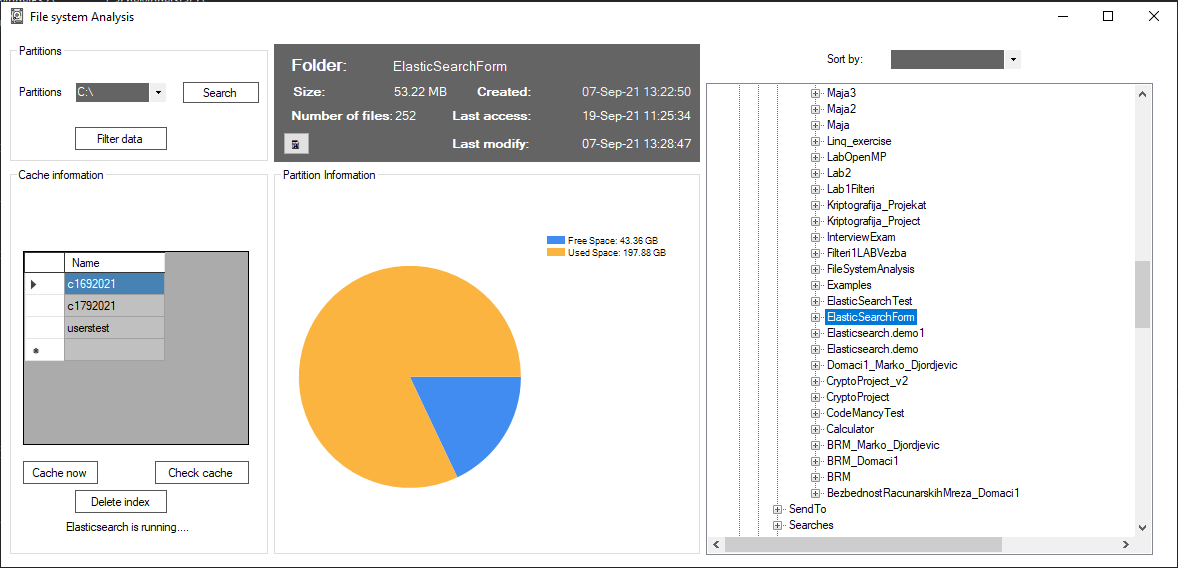 File system Analysis
Partitions
Partitions C:\ Search
Filter data
Cache information
Name
c1692021
c1792021
userstest
Cache now Check cache
Delete index
Elasticsearch is running....
Folder: ElasticSearchForm
Size: 53.22 MB Created: 07-Sep-21 13:22:50
Number of files: 252 Last access: 19-Sep-21 11:25:34
Last modify: 07-Sep-21 13:28:47
Partition Information
Free Space: 43.36 GB
Used Space: 197.88 GB
Sort by:
Maja3
Maja2
Maja
Linq_exercise
LabOpenMP
Lab2
Lab1Filteri
Kriptografija_Projekat
Kriptografija_Project
InterviewExam
Filteri1LABVezba
FileSystemAnalysis
Examples
ElasticSearchTest
ElasticSearchForm
Elasticsearch.demo1
Elasticsearch.demo
Domaci1_Marko_Djordjevic
CryptoProject_v2
CryptoProject
CodeMancyTest
Calculator
BRM_Marko_Djordjevic
BRM_Domaci1
BRM
BezbednostRacunarskihMreza_Domaci1
SendTo
Searches